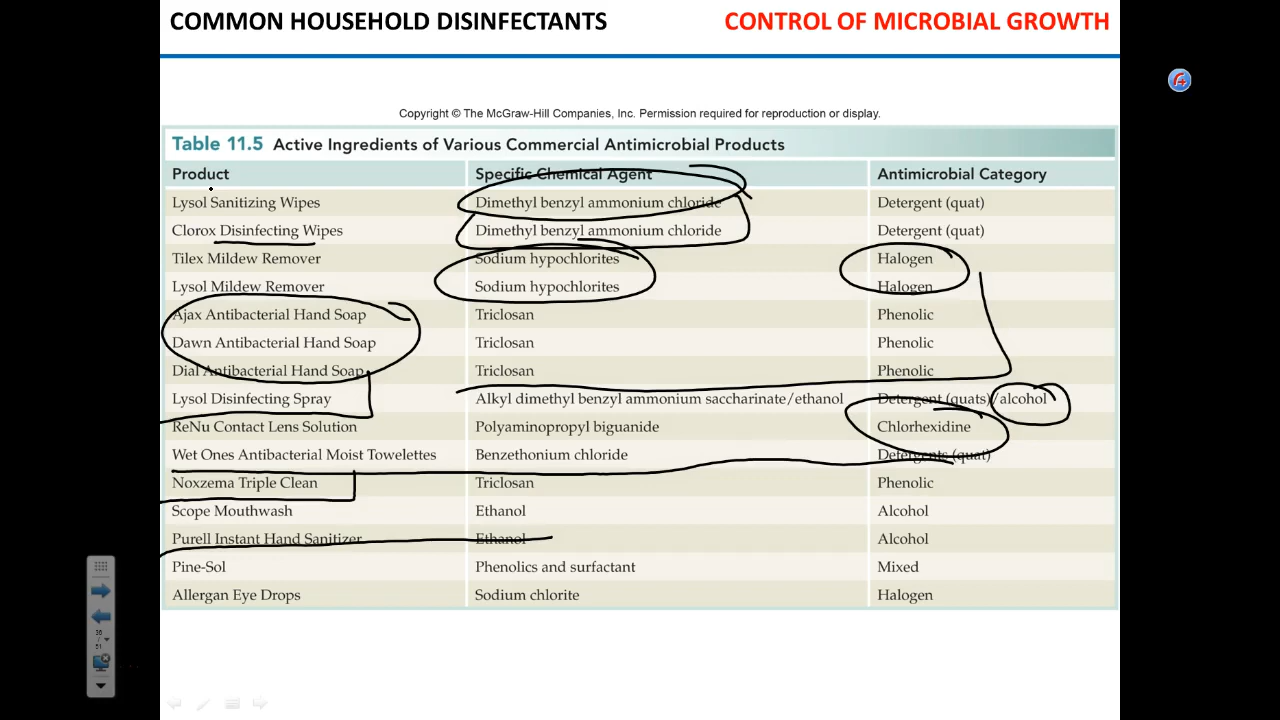 COMMON HOUSEHOLD DISINFECTANTS CONTROL OF MICROBIAL GROWTH
Copyright © The McGraw-Hill Companies, Inc. Permission required for reproduction or display.
Table 11.5 Active Ingredients of Various Commercial Antimicrobial Products
Product Specific Chemical Agent Antimicrobial Category
Lysol Sanitizing Wipes Dimethyl benzyl ammonium chloride Detergent (quat)
Clorox Disinfecting Wipes Dimethyl benzyl ammonium chloride Detergent (quat)
Tilex Mildew Remover Sodium hypochlorites Halogen
Lysol Mildew Remover Sodium hypochlorites Halogen
Ajax Antibacterial Hand Soap Triclosan Phenolic
Dawn Antibacterial Hand Soap Triclosan Phenolic
Dial Antibacterial Hand Soap Triclosan Phenolic
Lysol Disinfecting Spray Alkyl dimethyl benzyl ammonium saccharinate/ethanol Detergent (quats)/alcohol
ReNu Contact Lens Solution Polyaminopropyl biguanide Chlorhexidine
Wet Ones Antibacterial Moist Towelettes Benzethonium chloride Detergents (quat)
Noxzema Triple Clean Triclosan Phenolic
Scope Mouthwash Ethanol Alcohol
Purell Instant Hand Sanitizer Ethanol Alcohol
Pine-Sol Phenolics and surfactant Mixed
Allergan Eye Drops Sodium chlorite Halogen